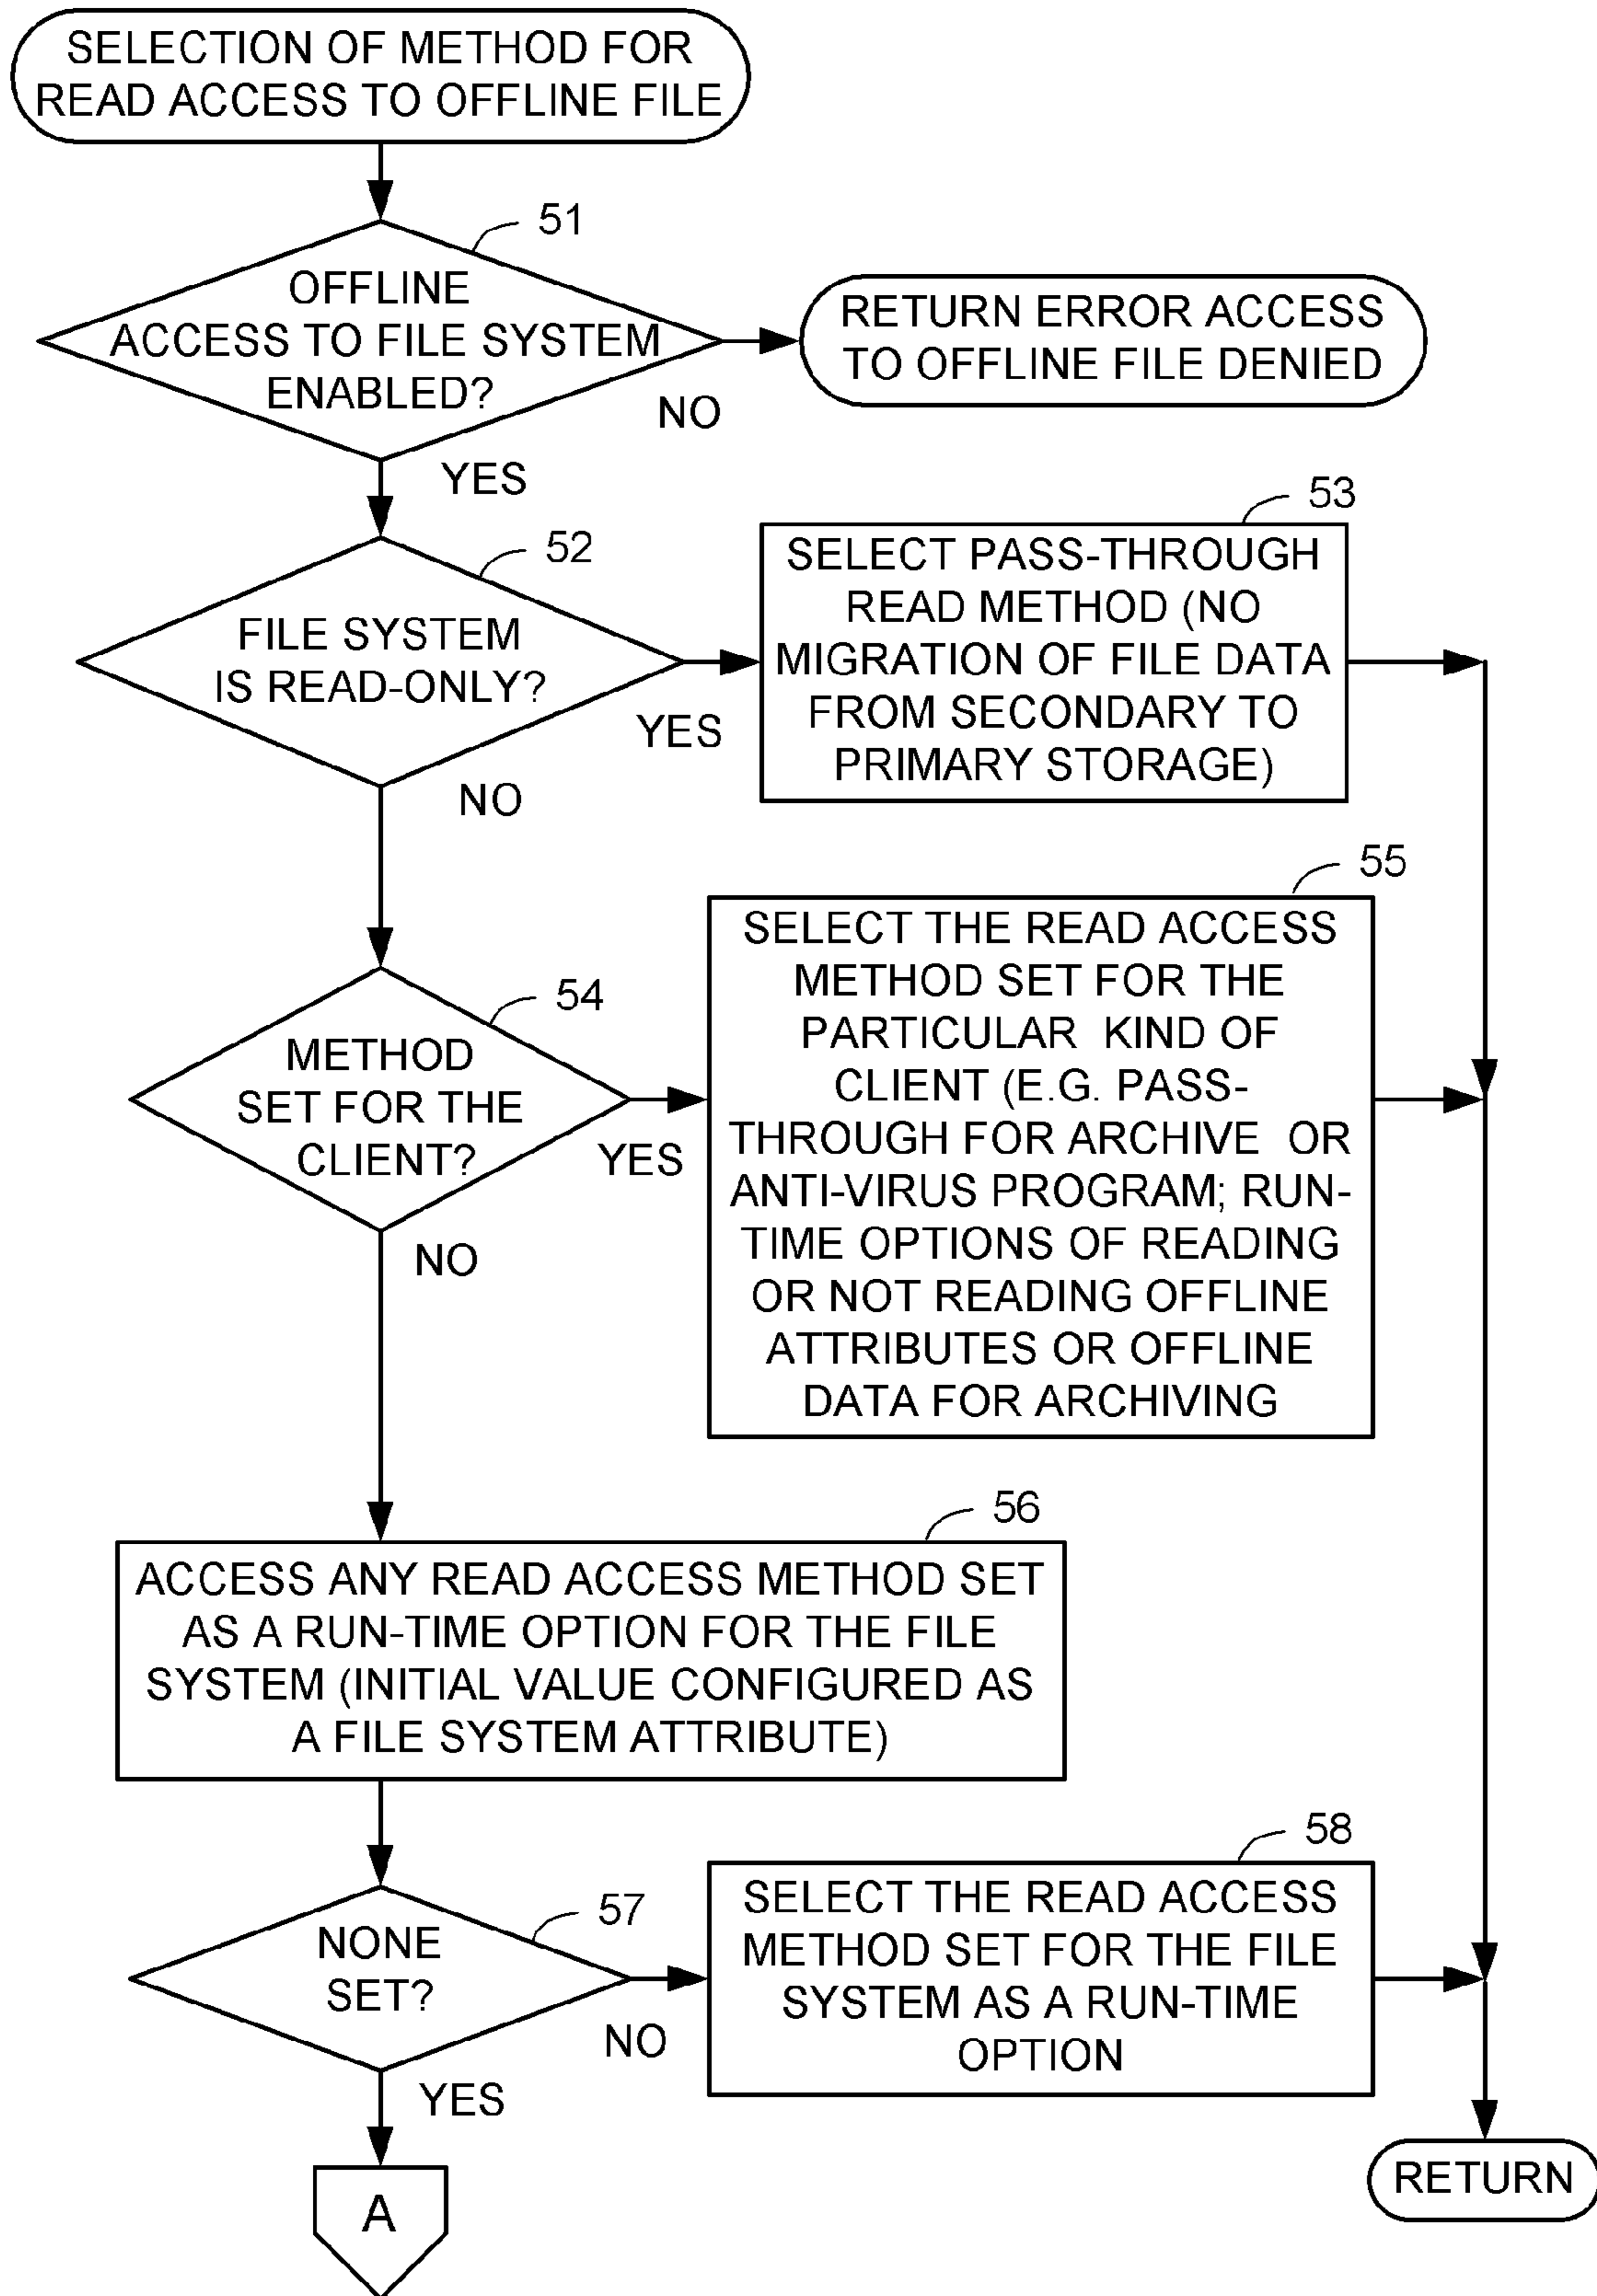 SELECTION OF METHOD FOR
READ ACCESS TO OFFLINE FILE
51
OFFLINE
ACCESS TO FILE SYSTEM
ENABLED?
NO
RETURN ERROR ACCESS
TO OFFLINE FILE DENIED
YES
52
FILE SYSTEM
IS READ-ONLY?
YES
53
SELECT PASS-THROUGH
READ METHOD (NO
MIGRATION OF FILE DATA
FROM SECONDARY TO
PRIMARY STORAGE)
NO
54
METHOD
SET FOR THE
CLIENT?
YES
55
SELECT THE READ ACCESS
METHOD SET FOR THE
PARTICULAR KIND OF
CLIENT (E.G. PASS-
THROUGH FOR ARCHIVE OR
ANTI-VIRUS PROGRAM; RUN-
TIME OPTIONS OF READING
OR NOT READING OFFLINE
ATTRIBUTES OR OFFLINE
DATA FOR ARCHIVING
NO
56
ACCESS ANY READ ACCESS METHOD SET
AS A RUN-TIME OPTION FOR THE FILE
SYSTEM (INITIAL VALUE CONFIGURED AS
A FILE SYSTEM ATTRIBUTE)
57
NONE
SET?
NO
58
SELECT THE READ ACCESS
METHOD SET FOR THE FILE
SYSTEM AS A RUN-TIME
OPTION
YES
A
RETURN